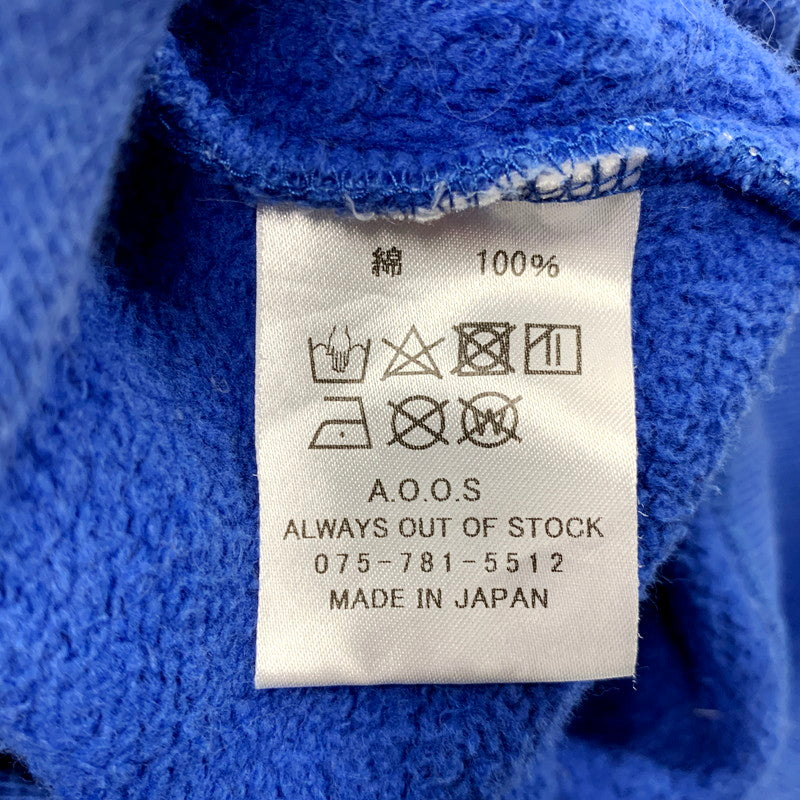 綿 100%
W
A.O.O.S
ALWAYS OUT OF STOCK
075-781-5512
MADE IN JAPAN